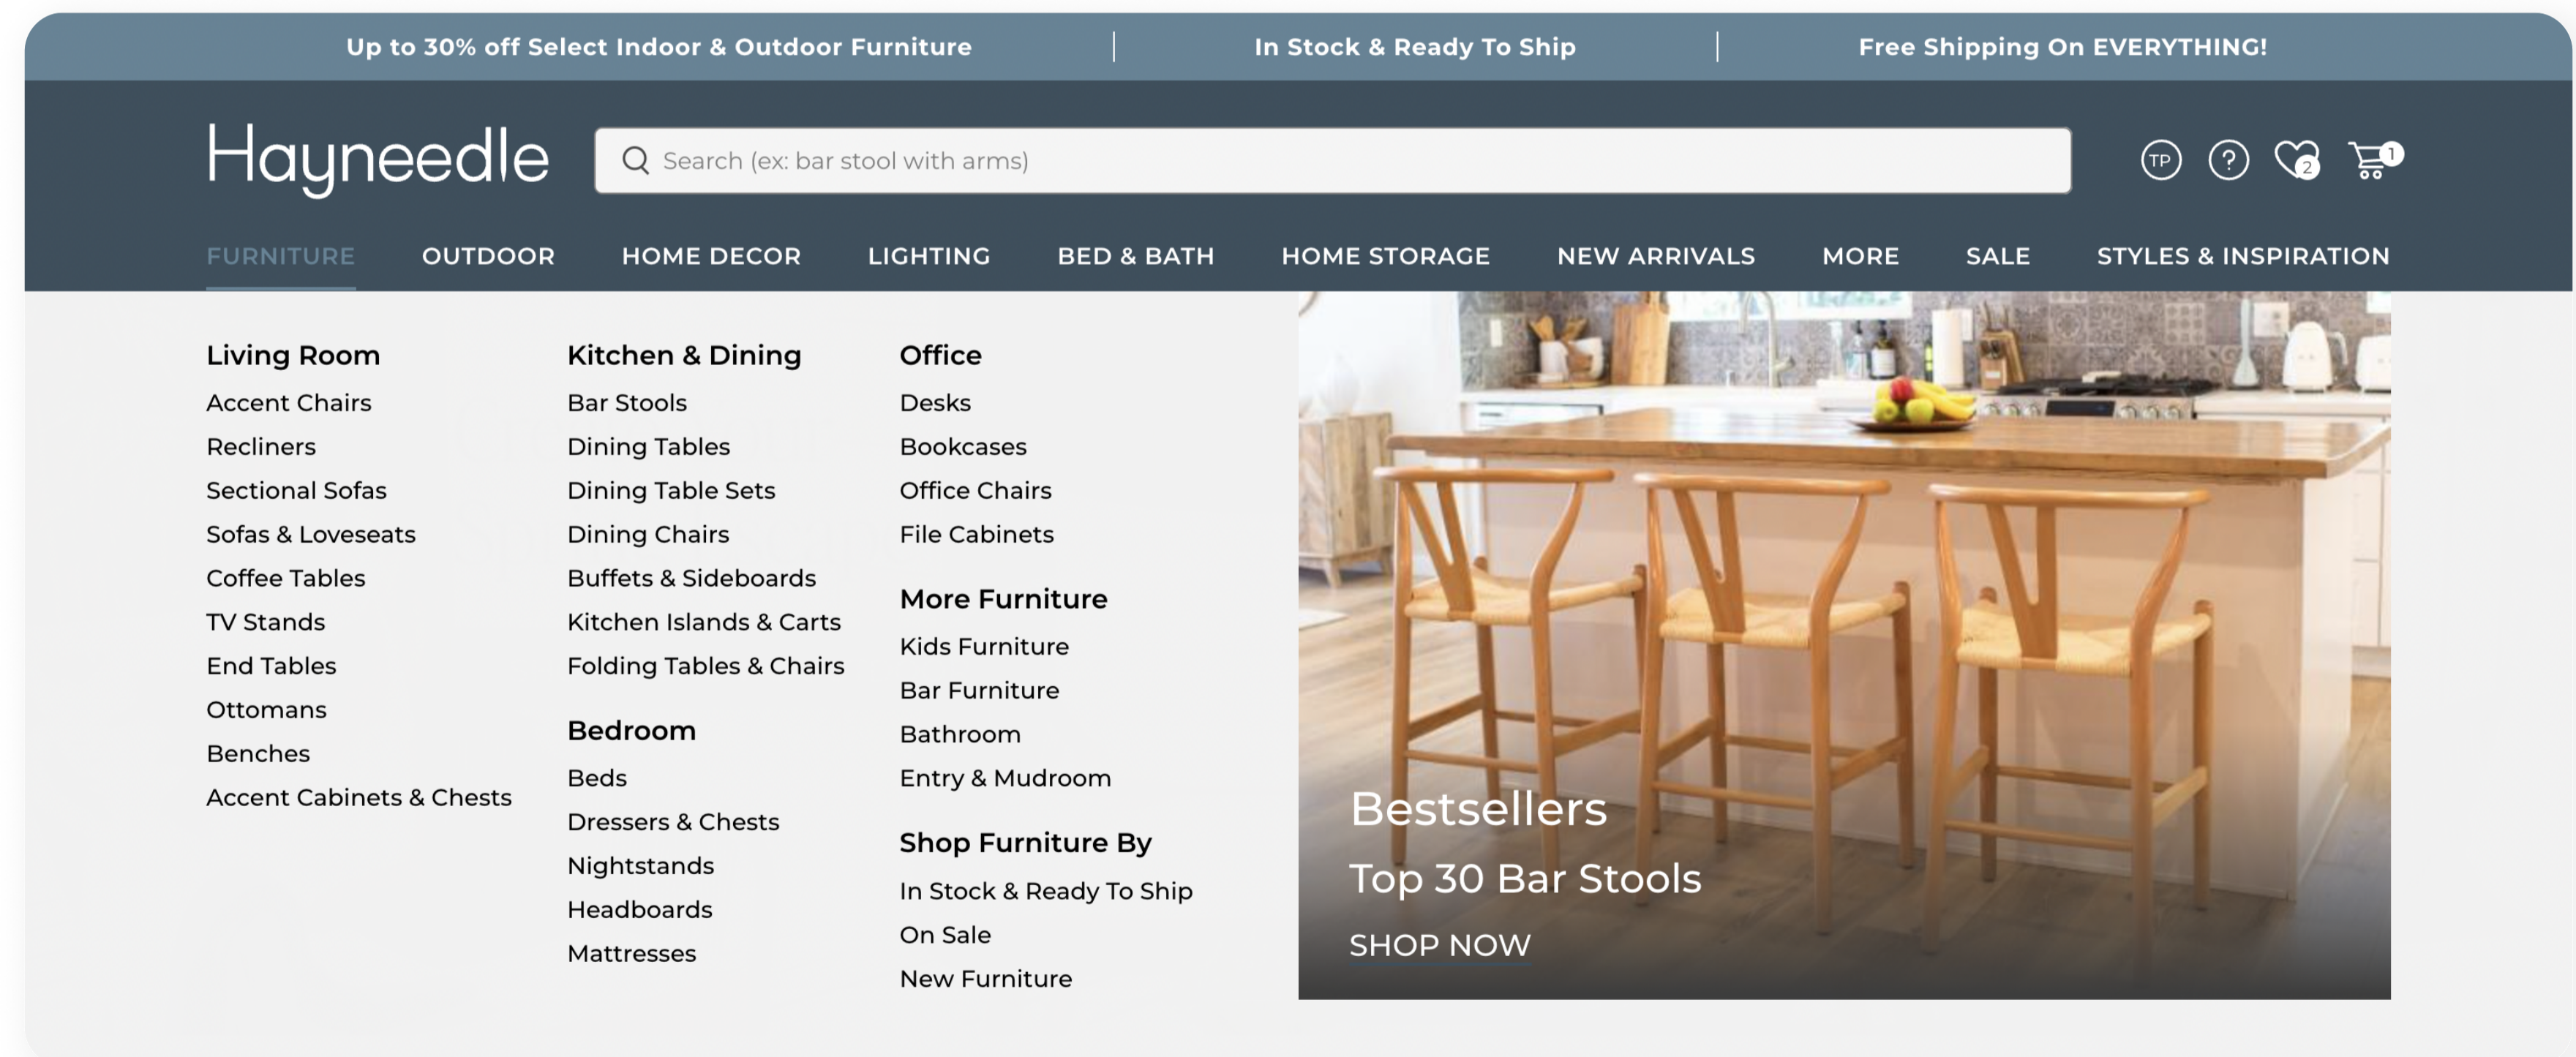 Up to 30% off Select Indoor & Outdoor Furniture
In Stock & Ready To Ship
Free Shipping On EVERYTHING!
Hayneedle
Search (ex: bar stool with arms)
TP
?
2
1
FURNITURE
OUTDOOR
HOME DECOR
LIGHTING
BED & BATH
HOME STORAGE
NEW ARRIVALS
MORE
SALE
STYLES & INSPIRATION
Living Room
Accent Chairs
Recliners
Sectional Sofas
Sofas & Loveseats
Coffee Tables
TV Stands
End Tables
Ottomans
Benches
Accent Cabinets & Chests
Kitchen & Dining
Bar Stools
Dining Tables
Dining Table Sets
Dining Chairs
Buffets & Sideboards
Kitchen Islands & Carts
Folding Tables & Chairs
Bedroom
Beds
Dressers & Chests
Nightstands
Headboards
Mattresses
Office
Desks
Bookcases
Office Chairs
File Cabinets
More Furniture
Kids Furniture
Bar Furniture
Bathroom
Entry & Mudroom
Shop Furniture By
In Stock & Ready To Ship
On Sale
New Furniture
Bestsellers
Top 30 Bar Stools
SHOP NOW